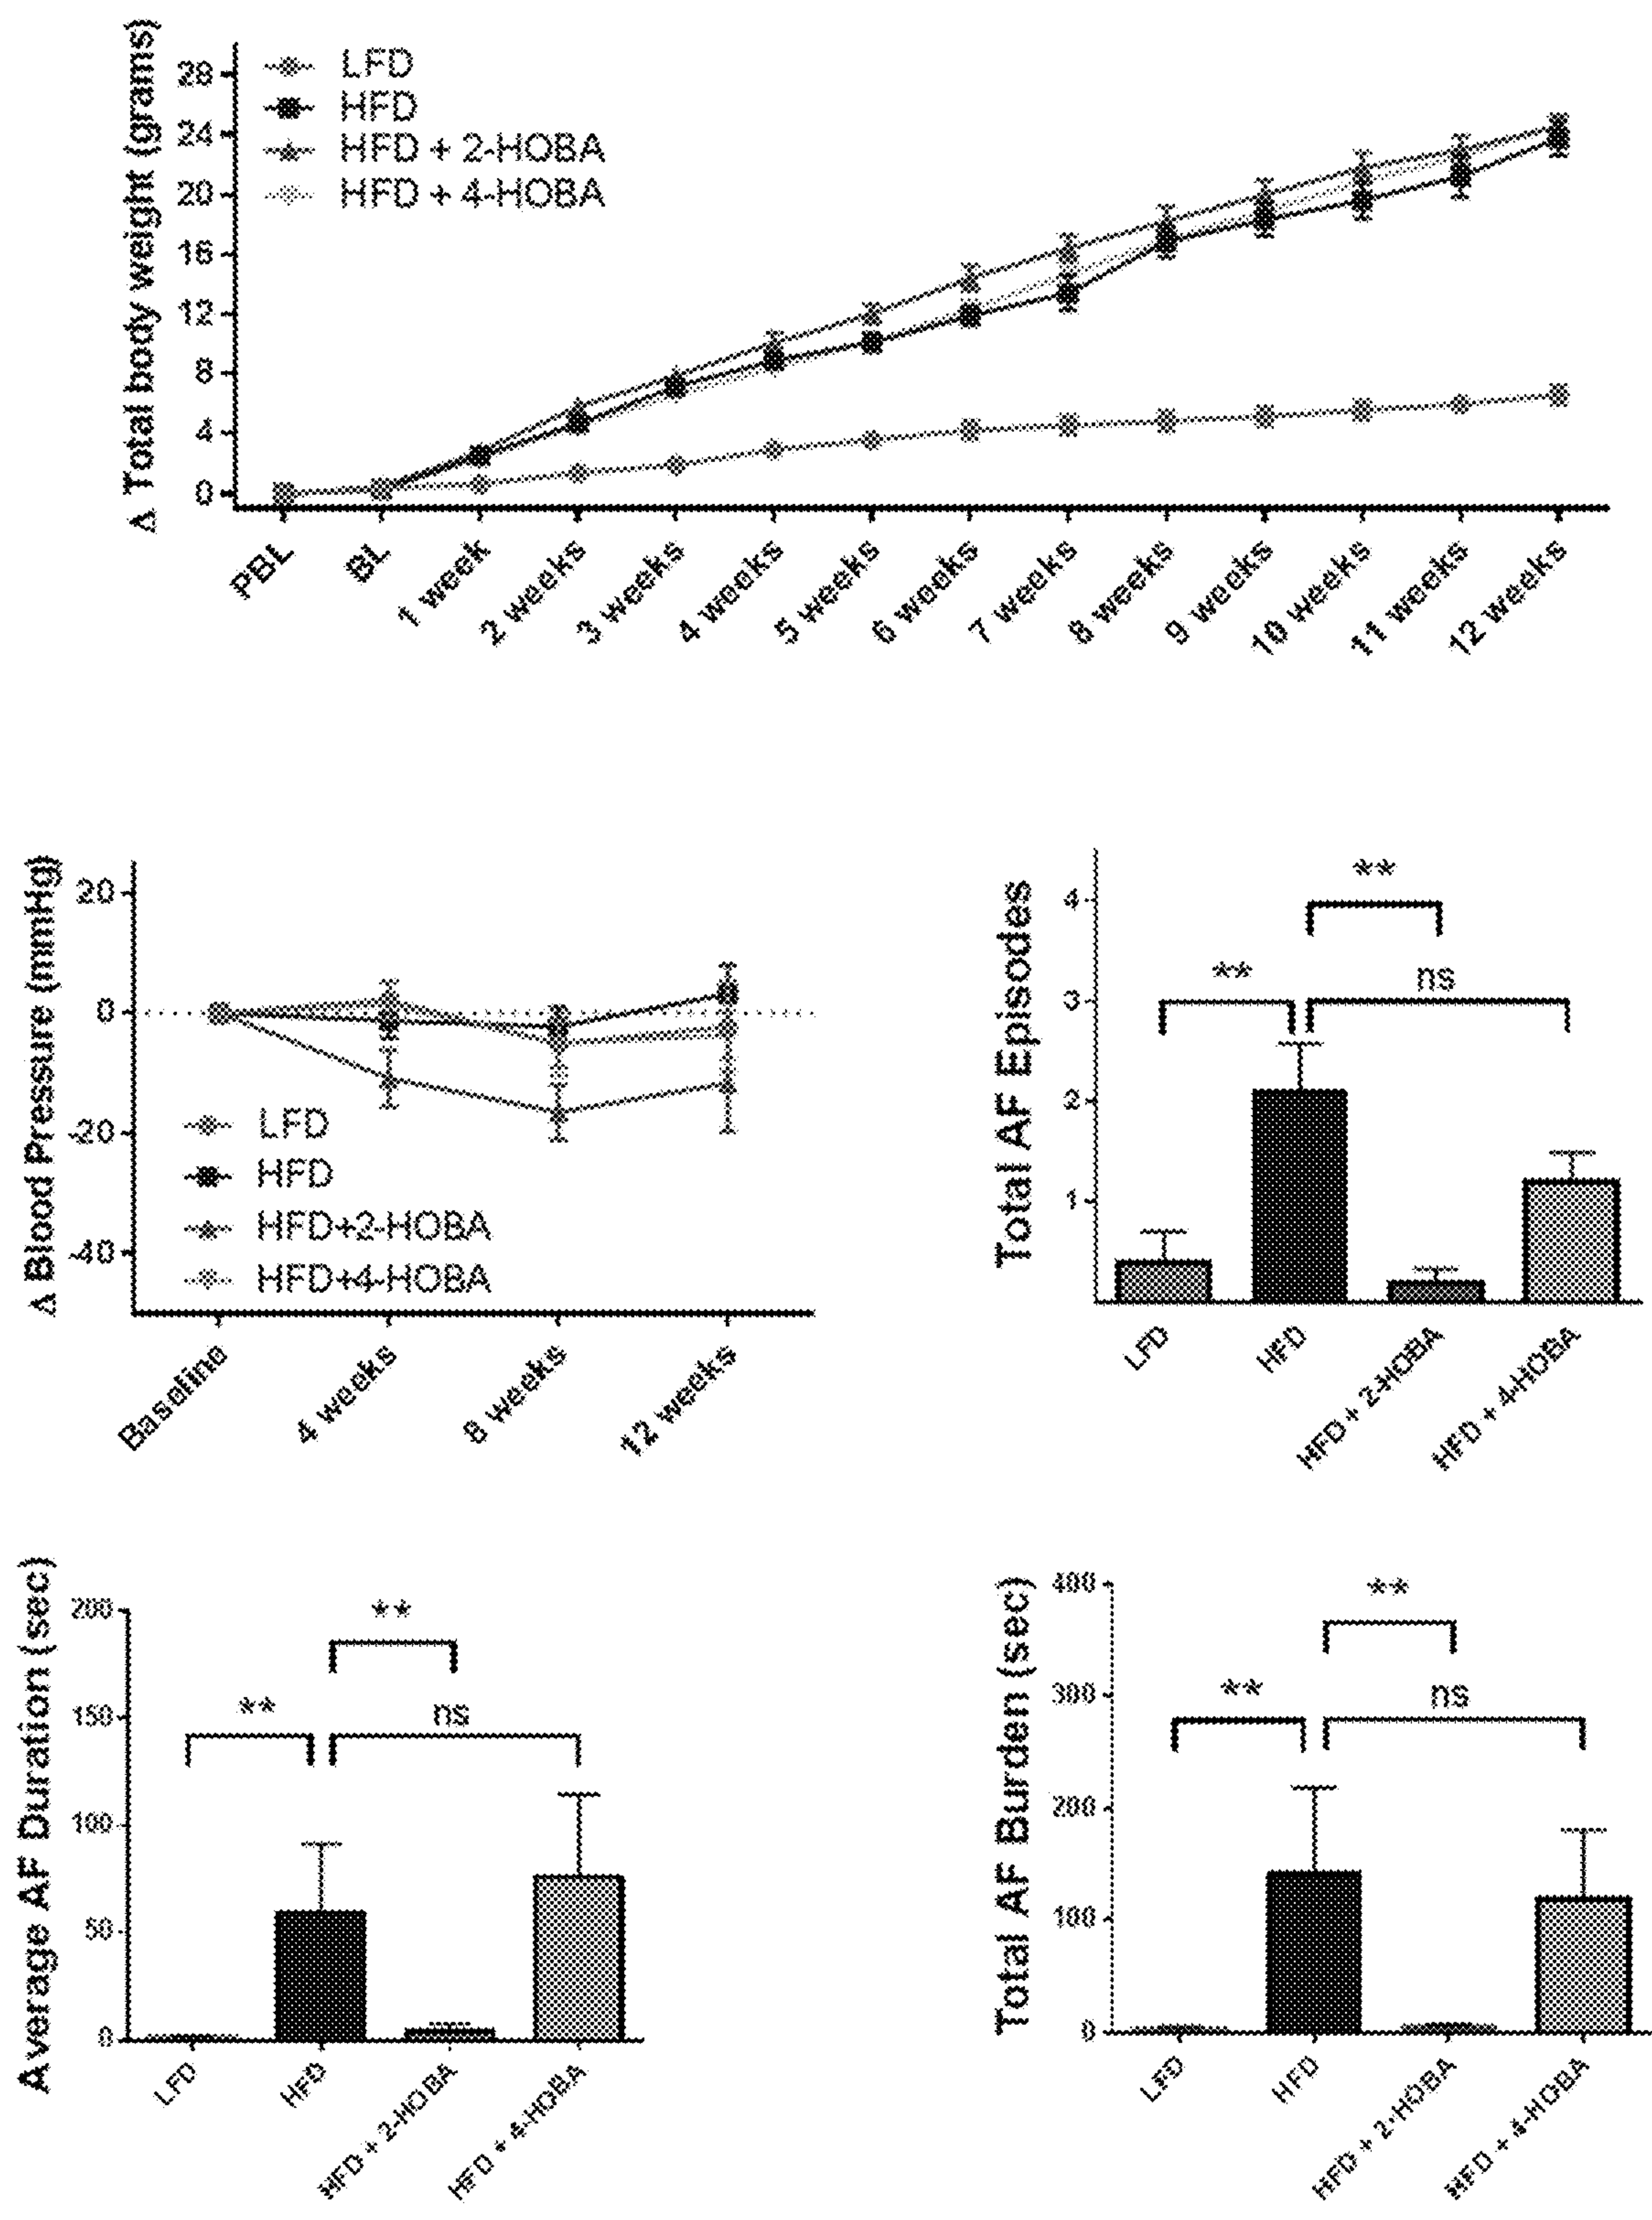 Δ Total body weight (grams)
28
24
20
16
12
8
4
0
LFD
HFD
HFD + 2-HOBA
HFD + 4-HOBA
PBL
BL
1 week
2 weeks
3 weeks
4 weeks
5 weeks
6 weeks
7 weeks
8 weeks
9 weeks
10 weeks
11 weeks
12 weeks
Δ Blood Pressure (mmHg)
20
0
-20
-40
LFD
HFD
HFD+2-HOBA
HFD+4-HOBA
Baseline
4 weeks
8 weeks
12 weeks
Total AF Episodes
4
3
2
1
**
**
ns
LFD
HFD
HFD + 2-HOBA
HFD + 4-HOBA
Average AF Duration (sec)
200
150
100
50
0
**
**
ns
LFD
HFD
HFD + 2-HOBA
HFD + 4-HOBA
Total AF Burden (sec)
400
300
200
100
0
**
**
ns
LFD
HFD
HFD + 2-HOBA
HFD + 4-HOBA